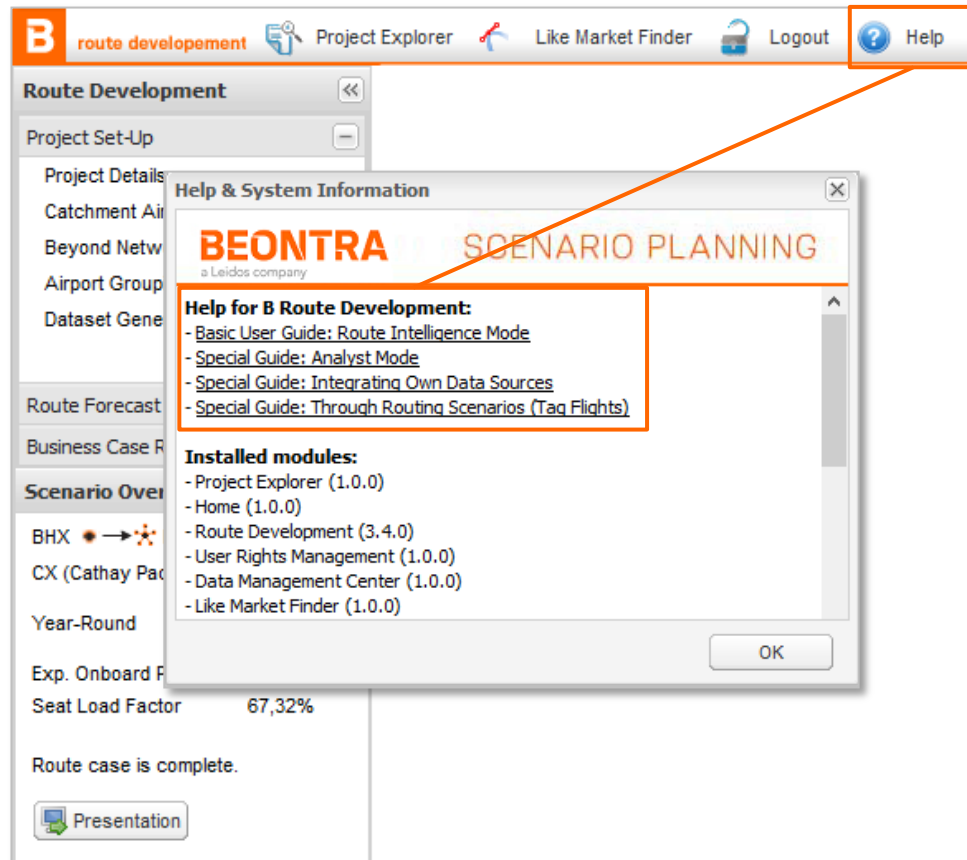 B route developement Project Explorer Like Market Finder Logout Help
Route Development
Project Set-Up
Project Details
Catchment Air
Beyond Netw
Airport Group
Dataset Gene
Route Forecast
Business Case R
Scenario Over
BHX
CX (Cathay Pac
Year-Round
Exp. Onboard P
Seat Load Factor 67,32%
Route case is complete.
Presentation
Help & System Information
BEONTRA SCENARIO PLANNING
a Leidos company
Help for B Route Development:
- Basic User Guide: Route Intelligence Mode
- Special Guide: Analyst Mode
- Special Guide: Integrating Own Data Sources
- Special Guide: Through Routing Scenarios (Tag Flights)
Installed modules:
- Project Explorer (1.0.0)
- Home (1.0.0)
- Route Development (3.4.0)
- User Rights Management (1.0.0)
- Data Management Center (1.0.0)
- Like Market Finder (1.0.0)
OK